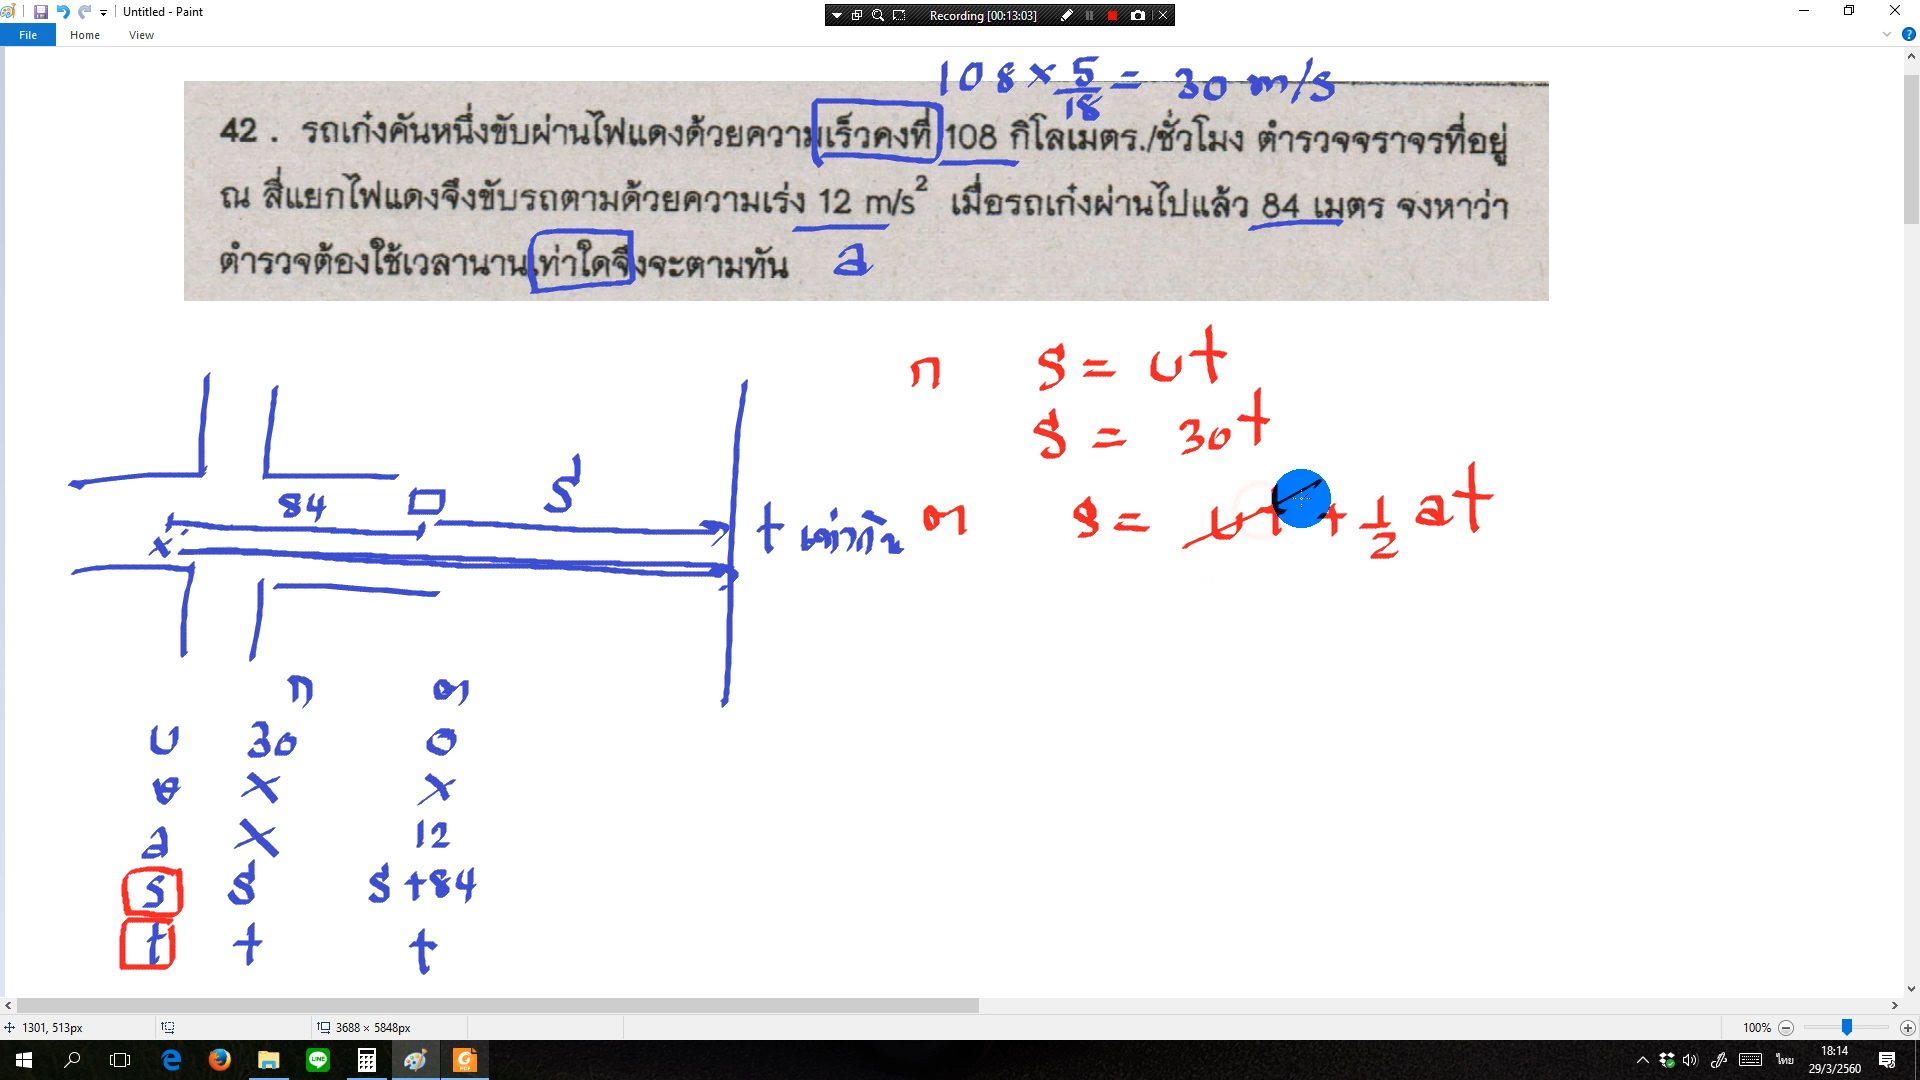 Untitled - Paint
Recording [00:13:03]
File Home View
108 × 5/18 = 30 m/s
42 . รถเก๋งคันหนึ่งขับผ่านไฟแดงด้วยความเร็วคงที่ 108 กิโลเมตร./ชั่วโมง ตำรวจจราจรที่อยู่
ณ สี่แยกไฟแดงจึงขับรถตามด้วยความเร่ง 12 m/s² เมื่อรถเก๋งผ่านไปแล้ว 84 เมตร จงหาว่า
ตำรวจต้องใช้เวลานานเท่าใดจึงจะตามทัน
a
ก s = ut
s = 30t
84 s t เท่ากัน
x
ต s = ut + 1/2 at
ก ต
u 30 0
v x x
a x 12
s s s+84
t t t
1301, 513px
3688 × 5848px
100%
LINE
ไทย
18:14
29/3/2560